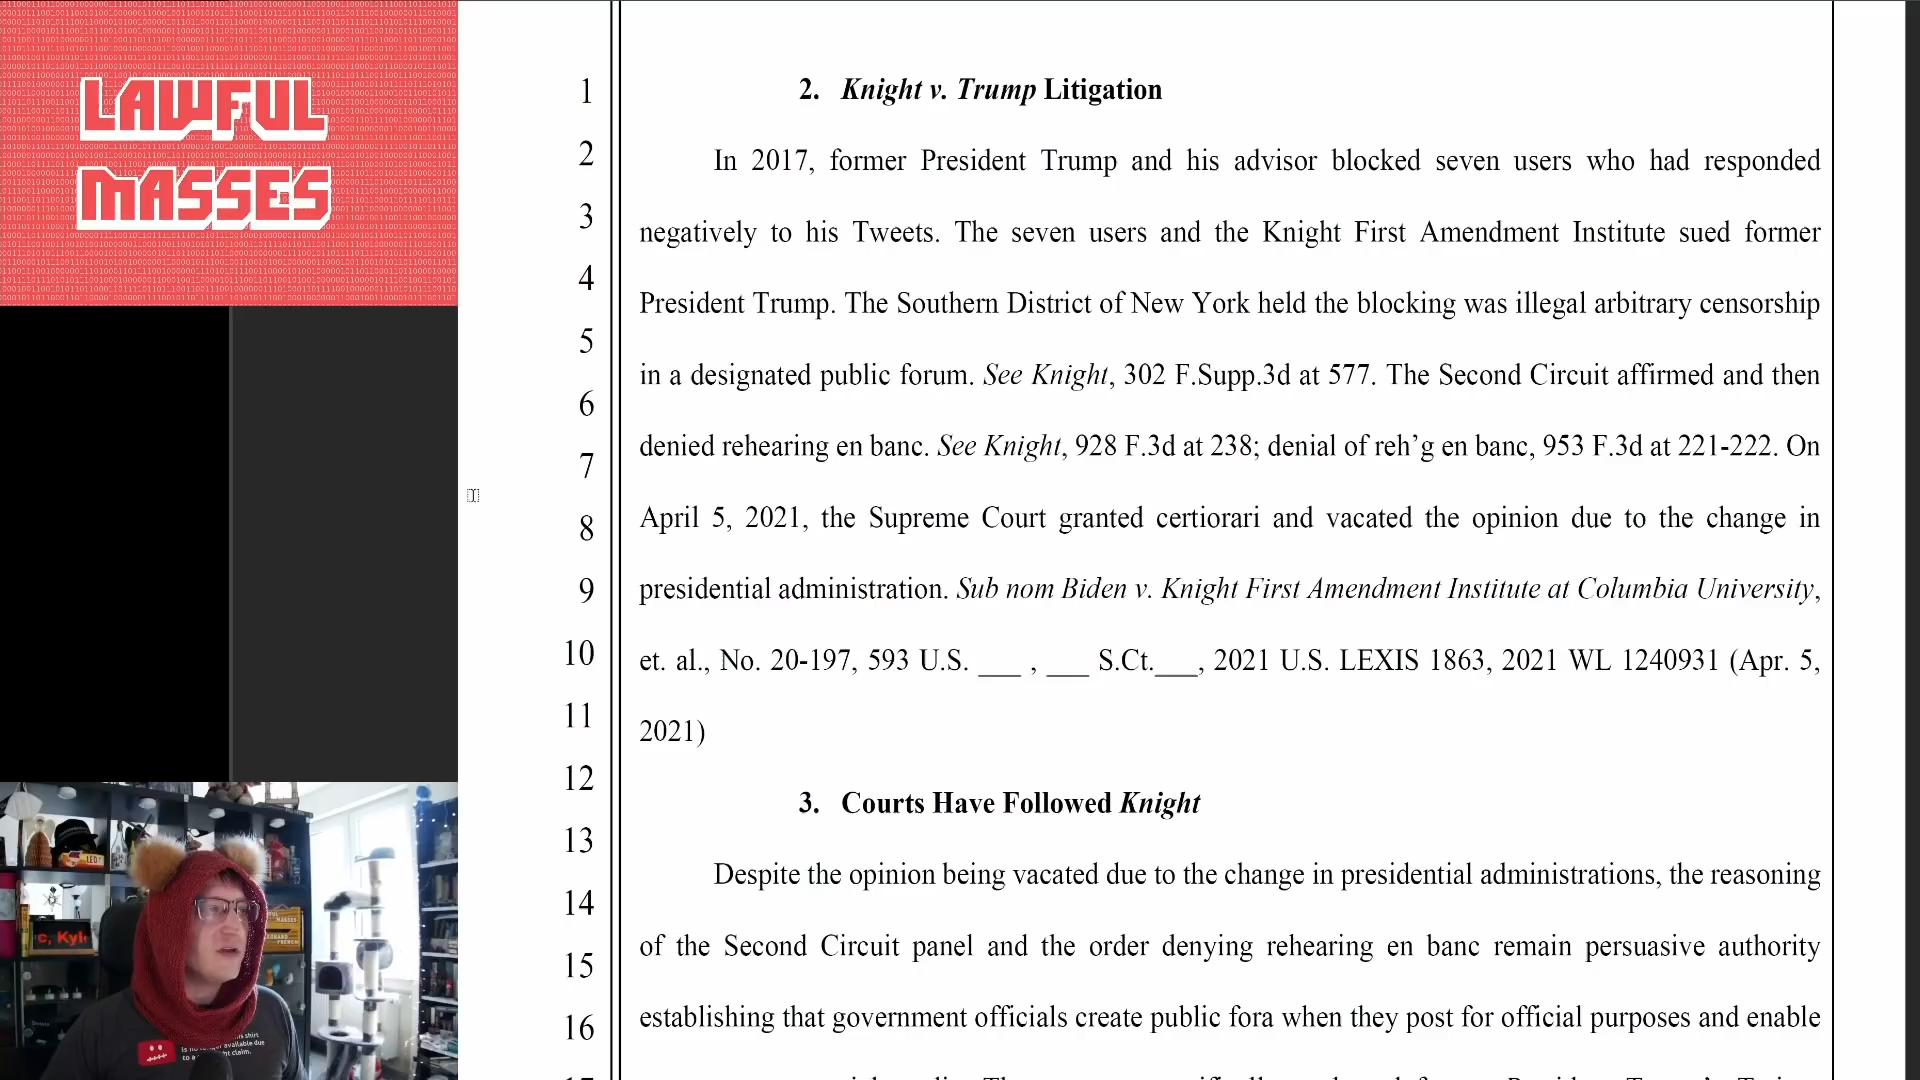 LAWFUL
MASSES
1
2
3
4
5
6
7
8
9
10
11
12
13
14
15
16
2. Knight v. Trump Litigation
In 2017, former President Trump and his advisor blocked seven users who had responded
negatively to his Tweets. The seven users and the Knight First Amendment Institute sued former
President Trump. The Southern District of New York held the blocking was illegal arbitrary censorship
in a designated public forum. See Knight, 302 F.Supp.3d at 577. The Second Circuit affirmed and then
denied rehearing en banc. See Knight, 928 F.3d at 238; denial of reh’g en banc, 953 F.3d at 221-222. On
April 5, 2021, the Supreme Court granted certiorari and vacated the opinion due to the change in
presidential administration. Sub nom Biden v. Knight First Amendment Institute at Columbia University,
et. al., No. 20-197, 593 U.S. ___ , ___ S.Ct.___, 2021 U.S. LEXIS 1863, 2021 WL 1240931 (Apr. 5,
2021)
3. Courts Have Followed Knight
Despite the opinion being vacated due to the change in presidential administrations, the reasoning
of the Second Circuit panel and the order denying rehearing en banc remain persuasive authority
establishing that government officials create public fora when they post for official purposes and enable
c, Kyl
LED